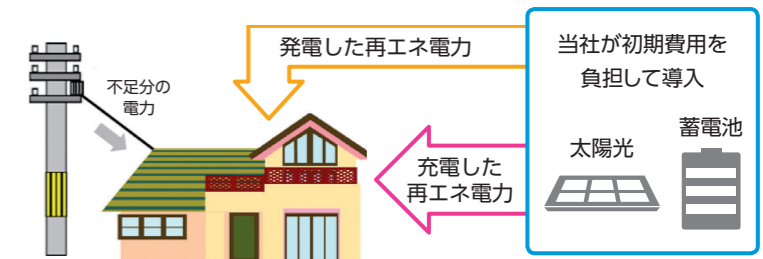 発電した再エネ電力
不足分の
電力
充電した
再エネ電力
当社が初期費用を
負担して導入
太陽光
蓄電池